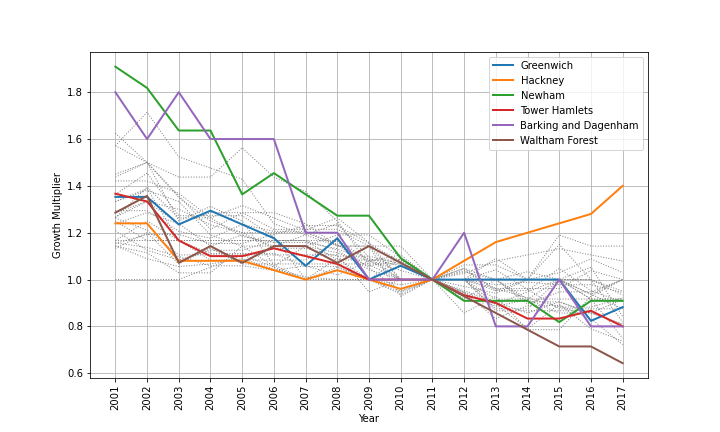 Greenwich
Hackney
Newham
Tower Hamlets
Barking and Dagenham
Waltham Forest
Growth Multiplier
1.8
1.6
1.4
1.2
1.0
0.8
0.6
2001 2002 2003 2004 2005 2006 2007 2008 2009 2010 2011 2012 2013 2014 2015 2016 2017
Year